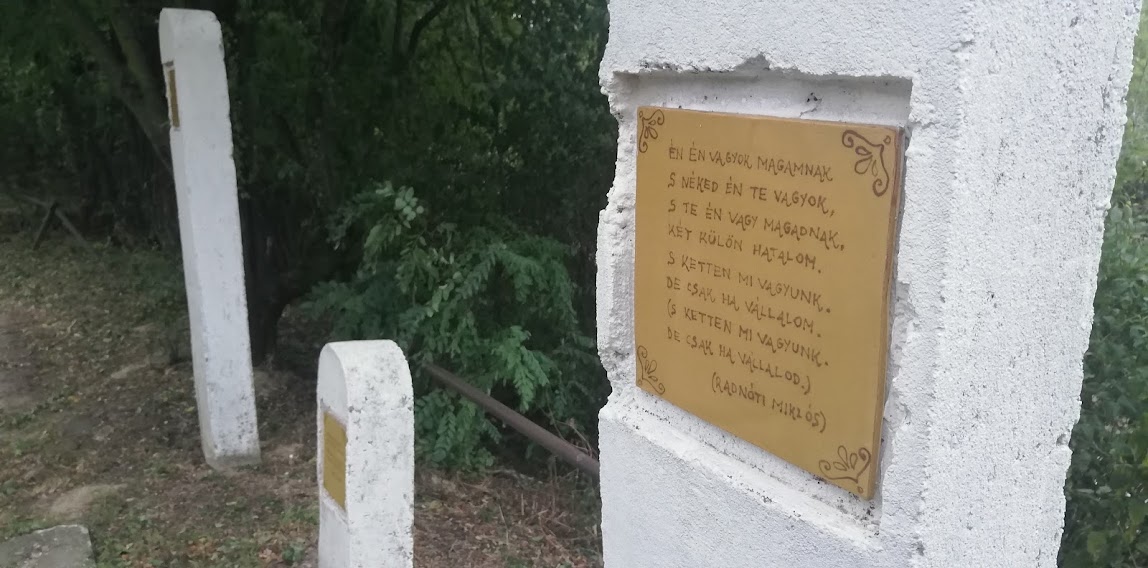 ÉN ÉN VAGYOK MAGAMNAK
S NÉKED ÉN TE VAGYOK,
S TE ÉN VAGY MAGADNAK,
KÉT KÜLÖN HATALOM.
S KETTEN MI VAGYUNK.
DE CSAK HA VÁLLALOM.
(S KETTEN MI VAGYUNK.
DE CSAK HA VÁLLALOD.)
(RADNÓTI MIKLÓS)